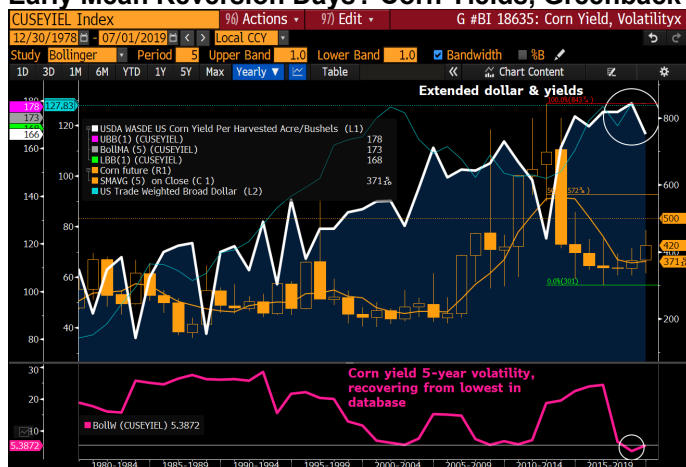 Early Mean Reversion Days? Corn Yields, Greenback
CUSEYIEL Index 96) Actions 97) Edit G #BI 18635: Corn Yield, Volatilityx
12/30/1978 - 07/01/2019 Local CCY
Study Bollinger Period 5 Upper Band 1.0 Lower Band 1.0 Bandwidth %B
1D 3D 1M 6M YTD 1Y 5Y Max Yearly ▼ Table « Chart Content
Extended dollar & yields
178 127.83
173
166
USDA WASDE US Corn Yield Per Harvested Acre/Bushels (L1)
UBB(1) (CUSEYIEL) 178
BollMA (5) (CUSEYIEL) 173
LBB(1) (CUSEYIEL) 168
Corn future (R1)
SMAVG (5) on Close (C 1) 371
US Trade Weighted Broad Dollar (L2)
160
140
120
100
80
120
100
80
60
40
800
600
500
420
371
200
0.0%(301)
Corn yield 5-year volatility,
recovering from lowest in
database
BollW (CUSEYIEL) 5.3872
30
20
10
5.3872
1980-1984 1985-1989 1990-1994 1995-1999 2000-2004 2005-2009 2010-2014 2015-2019